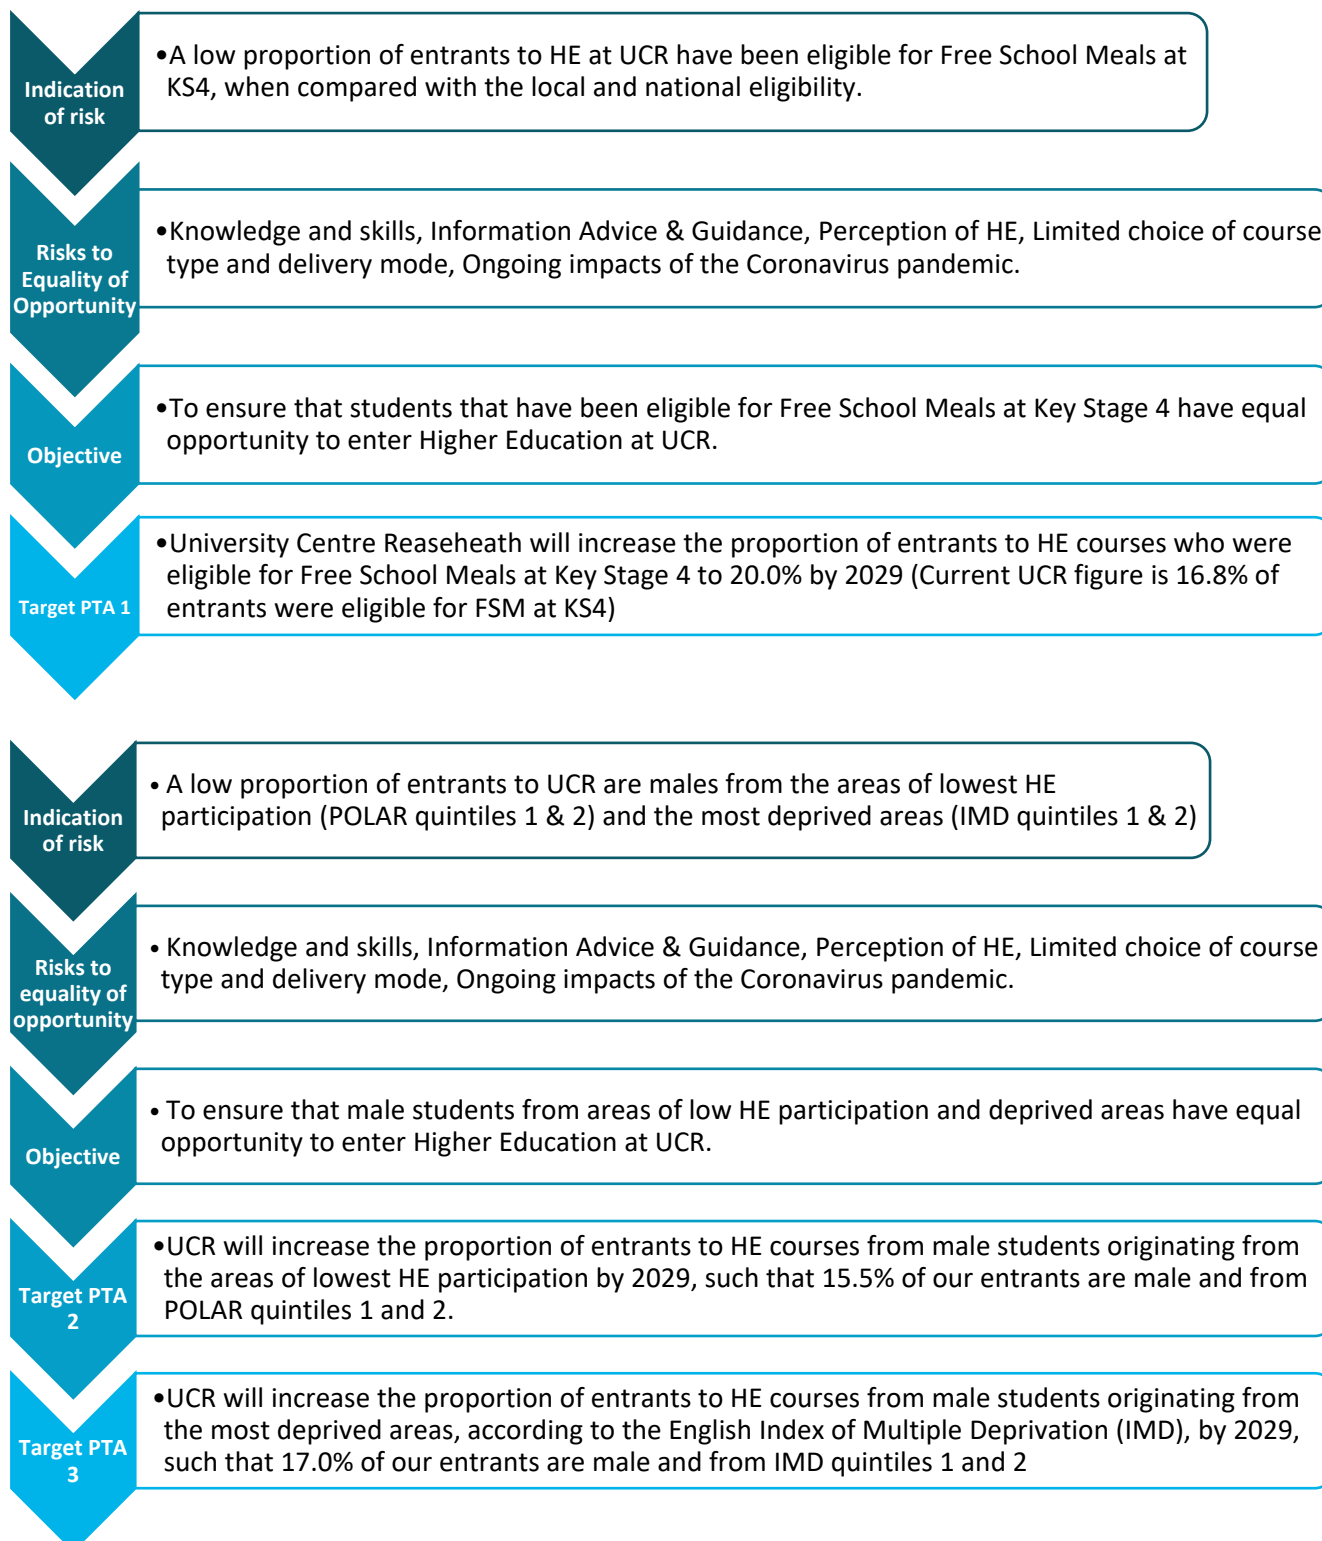 Indication
of risk
•A low proportion of entrants to HE at UCR have been eligible for Free School Meals at
KS4, when compared with the local and national eligibility.
Risks to
Equality of
Opportunity
•Knowledge and skills, Information Advice & Guidance, Perception of HE, Limited choice of course
type and delivery mode, Ongoing impacts of the Coronavirus pandemic.
Objective
•To ensure that students that have been eligible for Free School Meals at Key Stage 4 have equal
opportunity to enter Higher Education at UCR.
Target PTA 1
•University Centre Reaseheath will increase the proportion of entrants to HE courses who were
eligible for Free School Meals at Key Stage 4 to 20.0% by 2029 (Current UCR figure is 16.8% of
entrants were eligible for FSM at KS4)
Indication
of risk
• A low proportion of entrants to UCR are males from the areas of lowest HE
participation (POLAR quintiles 1 & 2) and the most deprived areas (IMD quintiles 1 & 2)
Risks to
equality of
opportunity
• Knowledge and skills, Information Advice & Guidance, Perception of HE, Limited choice of course
type and delivery mode, Ongoing impacts of the Coronavirus pandemic.
Objective
• To ensure that male students from areas of low HE participation and deprived areas have equal
opportunity to enter Higher Education at UCR.
Target PTA
2
•UCR will increase the proportion of entrants to HE courses from male students originating from
the areas of lowest HE participation by 2029, such that 15.5% of our entrants are male and from
POLAR quintiles 1 and 2.
Target PTA
3
•UCR will increase the proportion of entrants to HE courses from male students originating from
the most deprived areas, according to the English Index of Multiple Deprivation (IMD), by 2029,
such that 17.0% of our entrants are male and from IMD quintiles 1 and 2